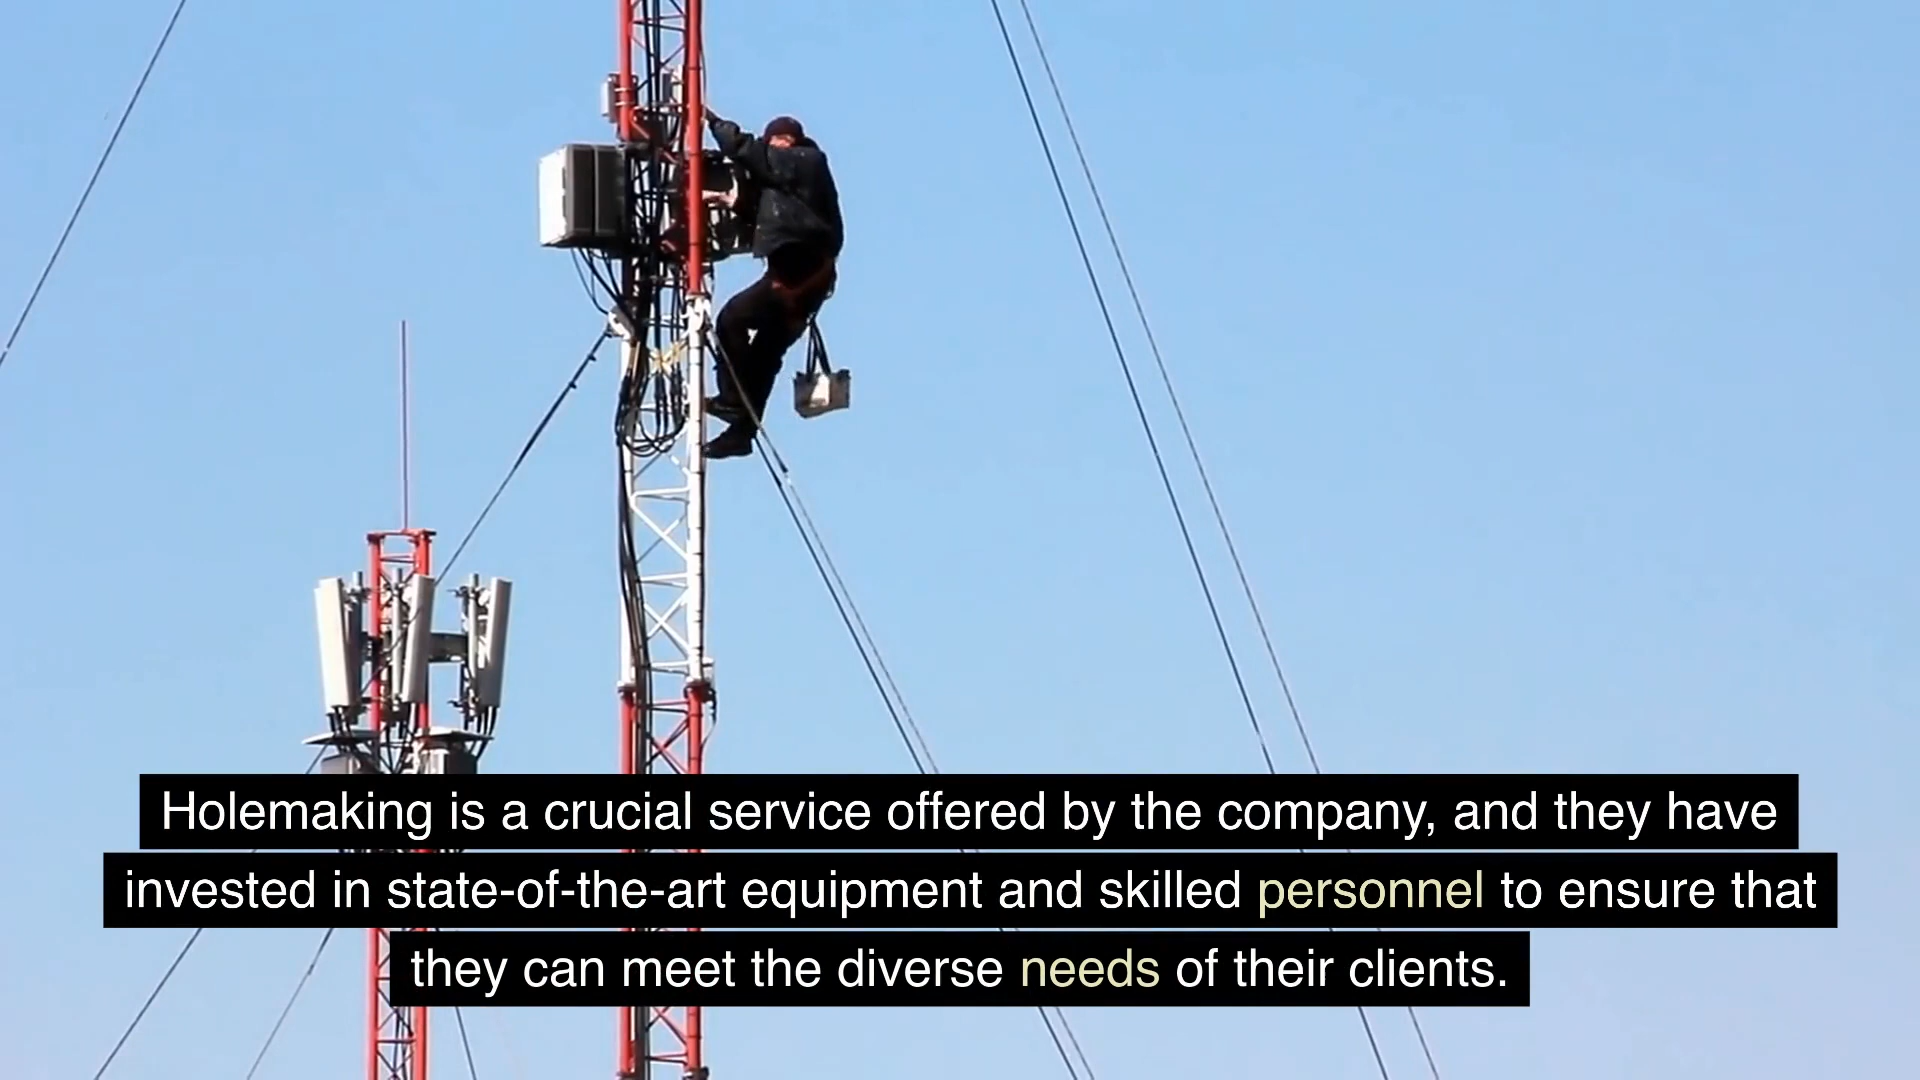 Holemaking is a crucial service offered by the company, and they have
invested in state-of-the-art equipment and skilled personnel to ensure that
they can meet the diverse needs of their clients.